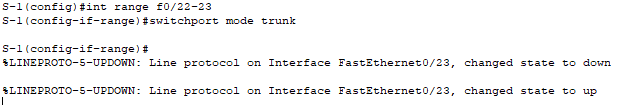 S-1(config)#int range f0/22-23
S-1(config-if-range)#switchport mode trunk
S-1(config-if-range)#
%LINEPROTO-5-UPDOWN: Line protocol on Interface FastEthernet0/23, changed state to down
%LINEPROTO-5-UPDOWN: Line protocol on Interface FastEthernet0/23, changed state to up